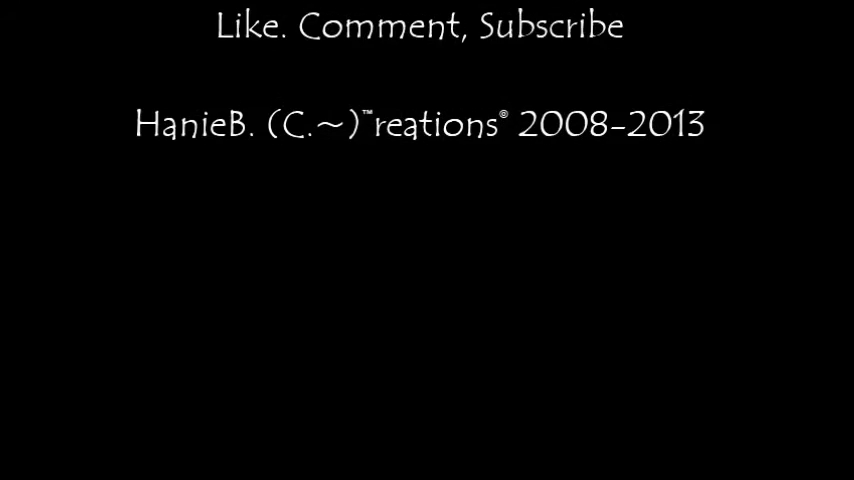 Like. Comment, Subscribe
HanieB. (C.~)™reations© 2008-2013